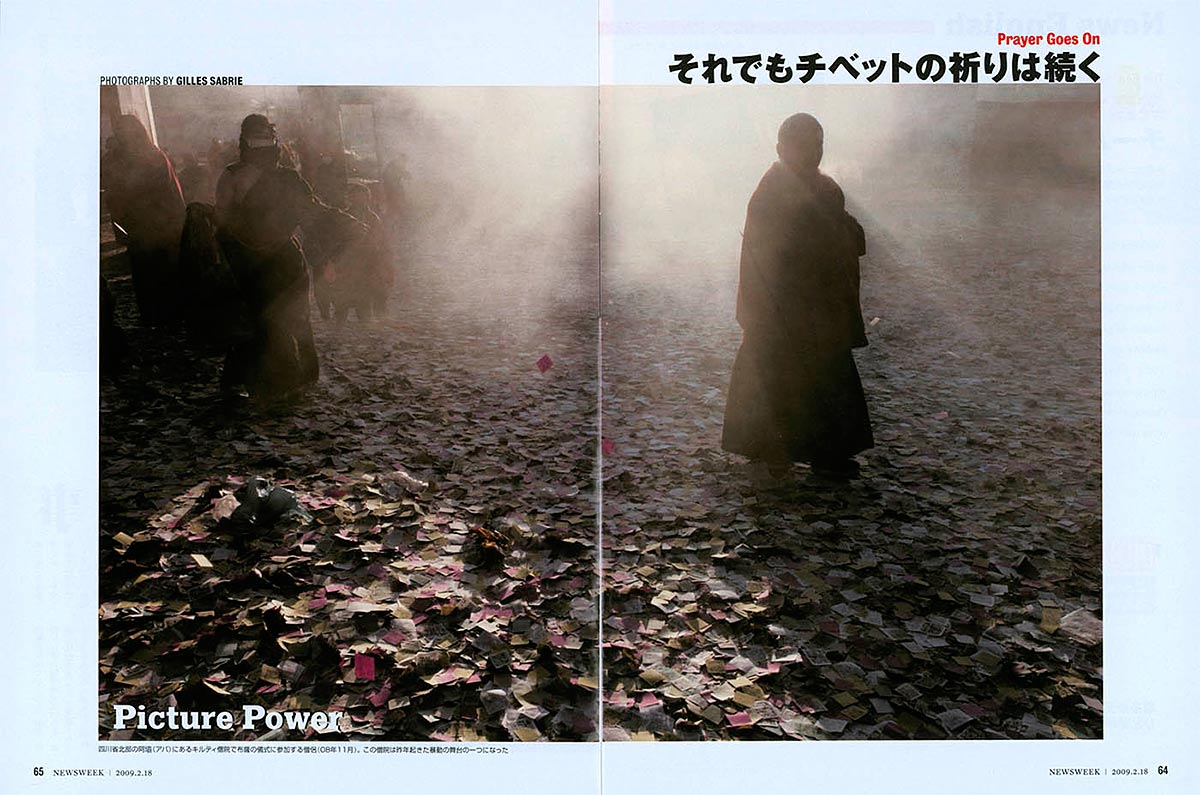 Prayer Goes On
それでもチベットの祈りは続く
PHOTOGRAPHS BY GILLES SABRIE
Picture Power
四川省北部の阿壩(アバ)にあるキルティ僧院で布薩の儀式に参加する僧侶(08年11月)。この僧院は昨年起きた暴動の舞台の一つになった
65 NEWSWEEK | 2009.2.18
NEWSWEEK | 2009.2.18 64